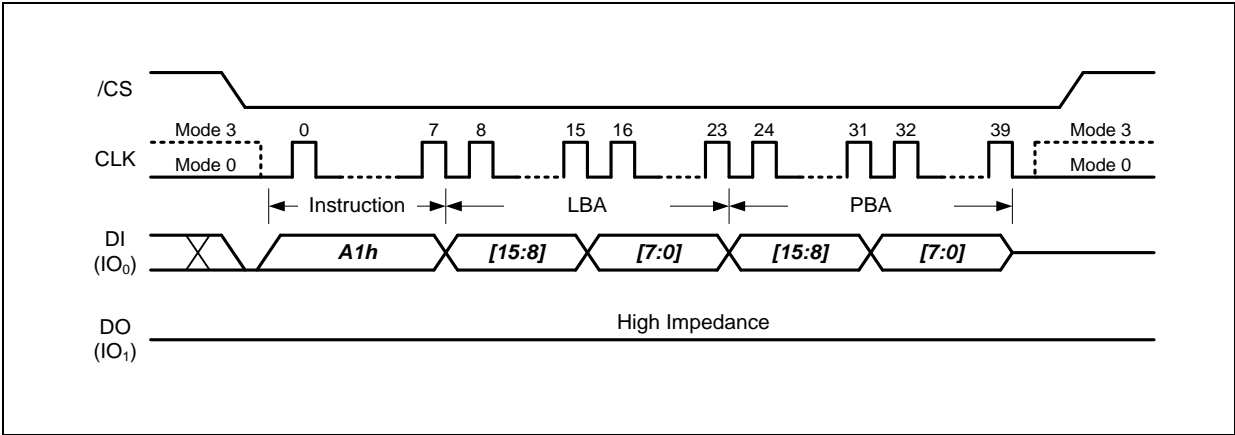 /CS
Mode 3 0 7 8 15 16 23 24 31 32 39 Mode 3
CLK
Mode 0 Mode 0
Instruction LBA PBA
DI
(IO₀)
A1h [15:8] [7:0] [15:8] [7:0]
High Impedance
DO
(IO₁)